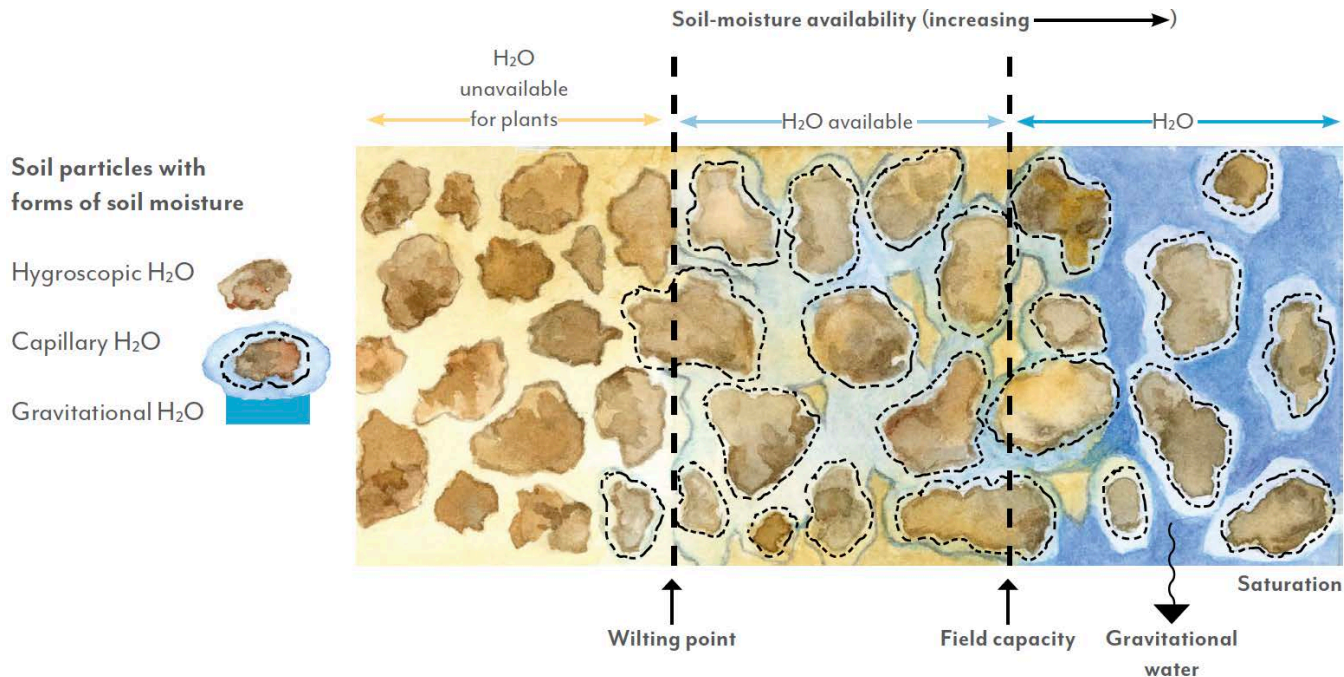 Soil-moisture availability (increasing )
H₂O
unavailable
for plants
H₂O available
H₂O
Soil particles with
forms of soil moisture
Hygroscopic H₂O
Capillary H₂O
Gravitational H₂O
Saturation
Wilting point
Field capacity
Gravitational
water